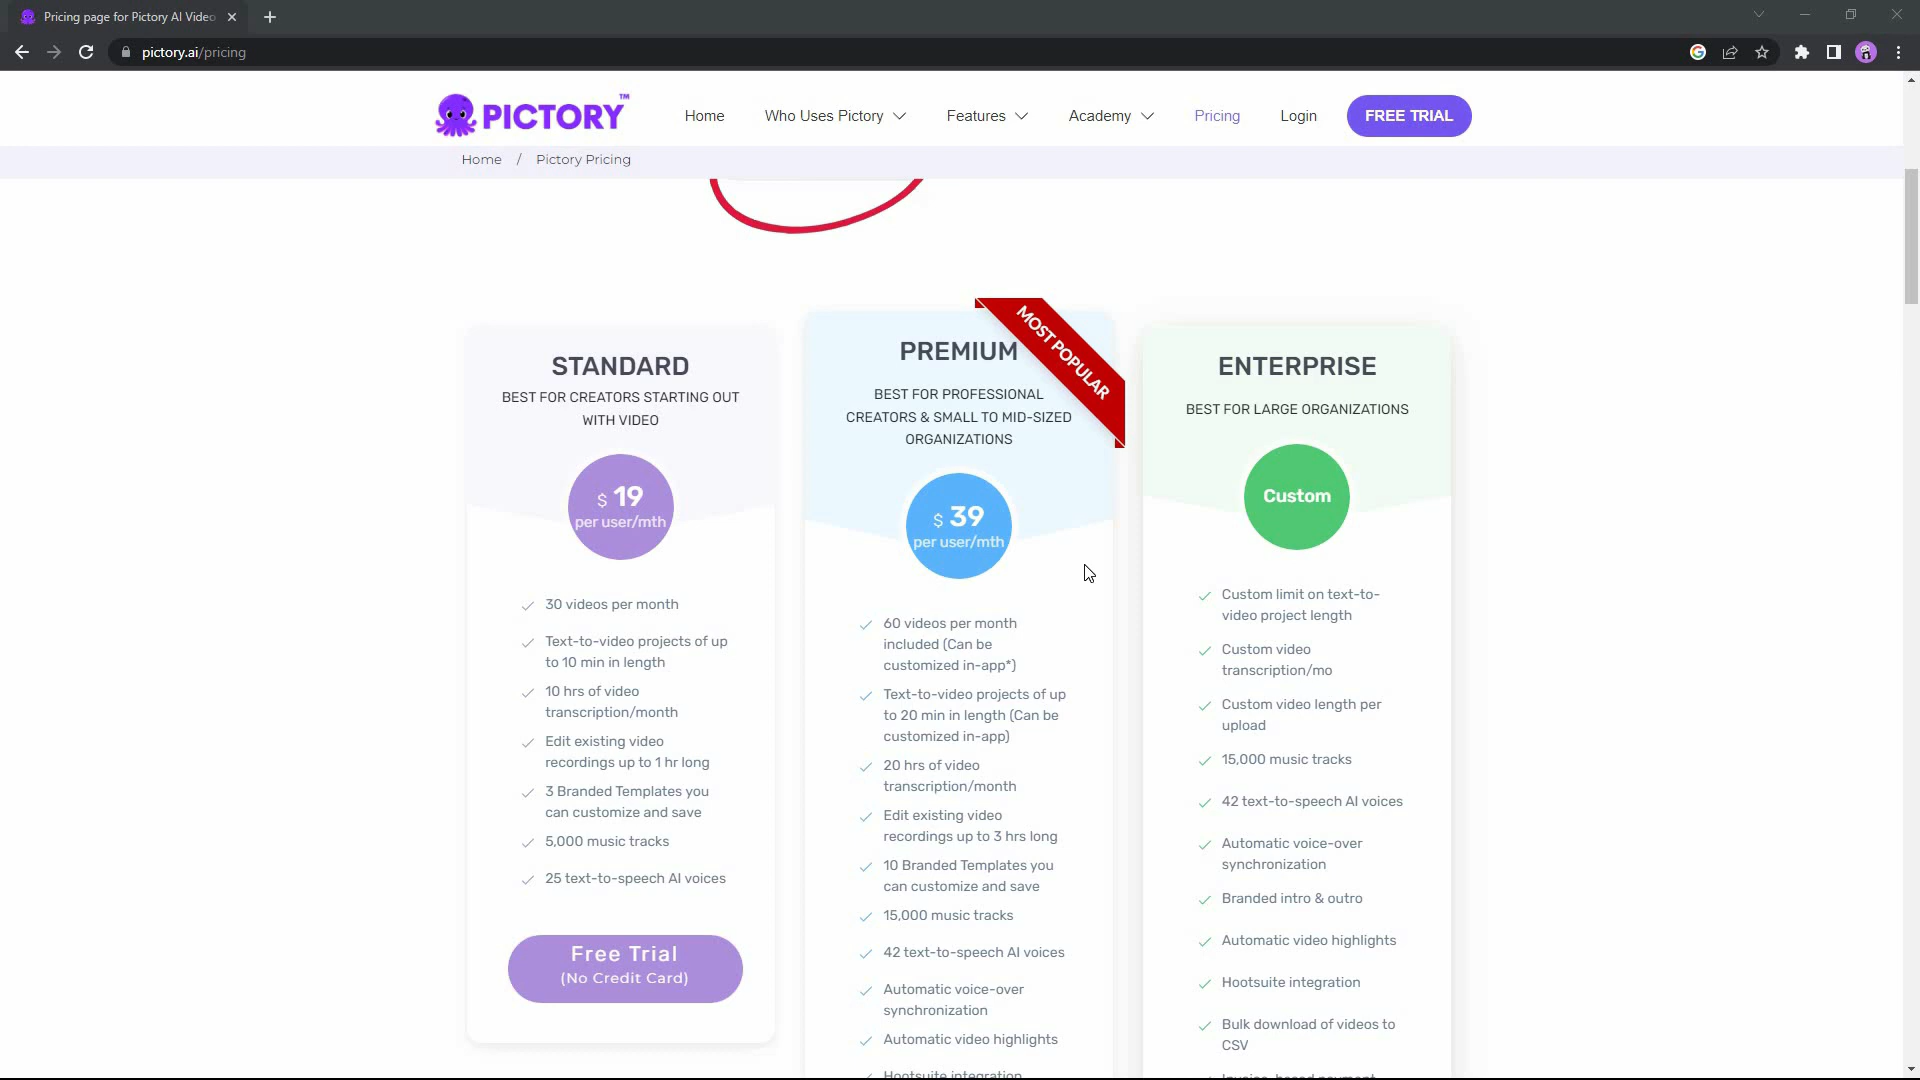 Pricing page for Pictory AI Video
pictory.ai/pricing
PICTORY™
Home
Who Uses Pictory
Features
Academy
Pricing
Login
FREE TRIAL
Home / Pictory Pricing
STANDARD
BEST FOR CREATORS STARTING OUT
WITH VIDEO
$ 19
per user/mth
30 videos per month
Text-to-video projects of up
to 10 min in length
10 hrs of video
transcription/month
Edit existing video
recordings up to 1 hr long
3 Branded Templates you
can customize and save
5,000 music tracks
25 text-to-speech AI voices
Free Trial
(No Credit Card)
MOST POPULAR
PREMIUM
BEST FOR PROFESSIONAL
CREATORS & SMALL TO MID-SIZED
ORGANIZATIONS
$ 39
per user/mth
60 videos per month
included (Can be
customized in-app*)
Text-to-video projects of up
to 20 min in length (Can be
customized in-app)
20 hrs of video
transcription/month
Edit existing video
recordings up to 3 hrs long
10 Branded Templates you
can customize and save
15,000 music tracks
42 text-to-speech AI voices
Automatic voice-over
synchronization
Automatic video highlights
Hootsuite integration
ENTERPRISE
BEST FOR LARGE ORGANIZATIONS
Custom
Custom limit on text-to-
video project length
Custom video
transcription/mo
Custom video length per
upload
15,000 music tracks
42 text-to-speech AI voices
Automatic voice-over
synchronization
Branded intro & outro
Automatic video highlights
Hootsuite integration
Bulk download of videos to
CSV